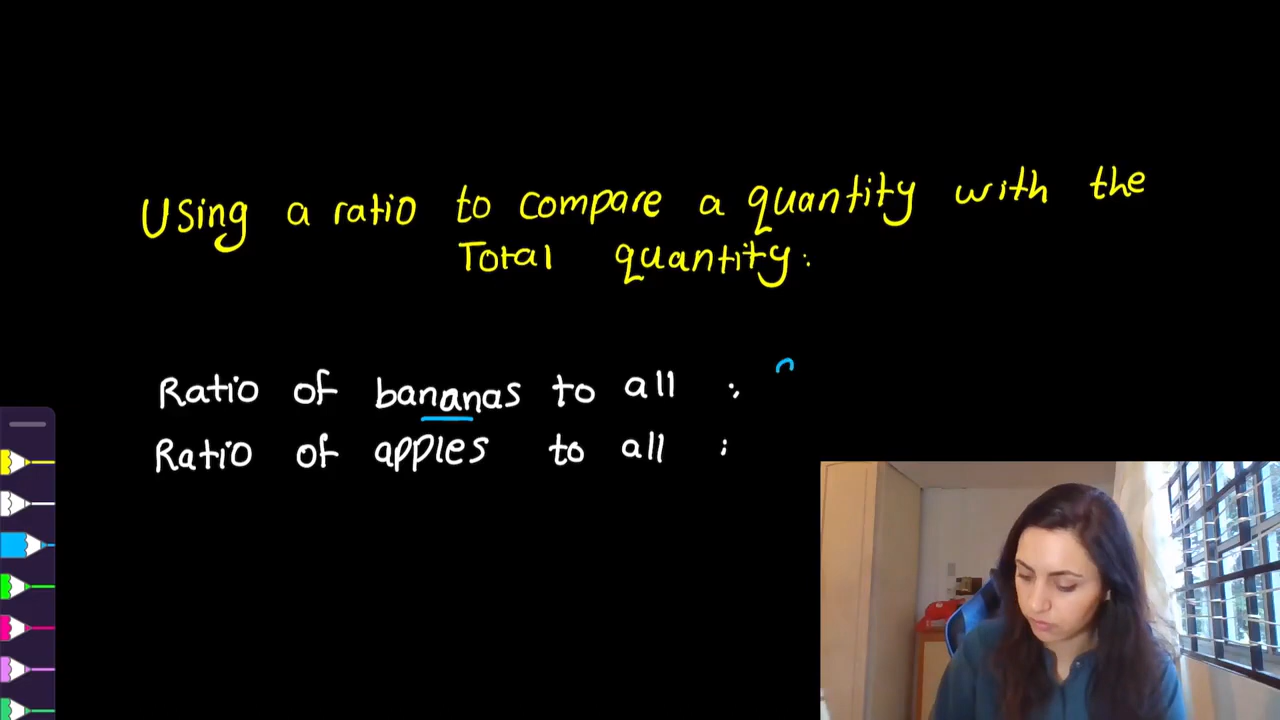 Using a ratio to compare a quantity with the
Total quantity:
Ratio of bananas to all :
Ratio of apples to all :